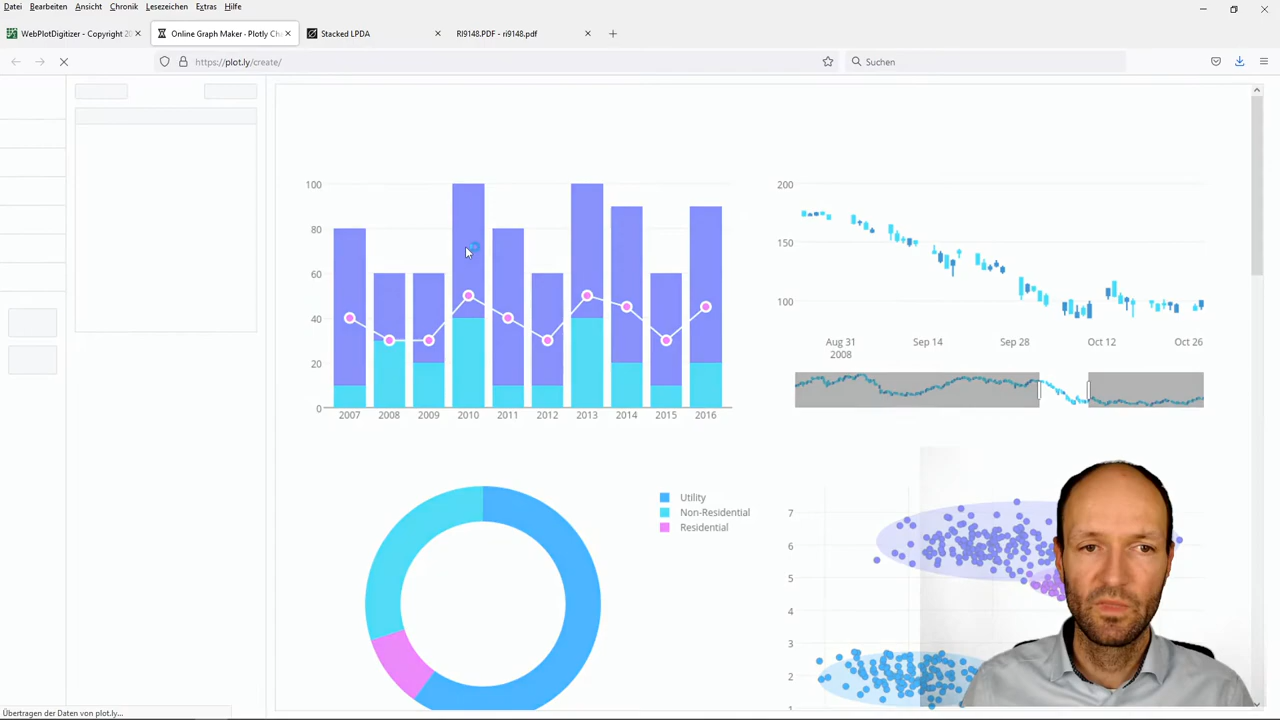 Datei Bearbeiten Ansicht Chronik Lesezeichen Extras Hilfe
WebPlotDigitizer - Copyright 20
Online Graph Maker · Plotly Ch
Stacked LPDA
RI9148.PDF - ri9148.pdf
https://plot.ly/create/
Suchen
100
80
60
40
20
0
2007 2008 2009 2010 2011 2012 2013 2014 2015 2016
200
150
100
Aug 31 Sep 14 Sep 28 Oct 12 Oct 26
2008
Utility
Non-Residential
Residential
7
6
5
4
3
2
1
Übertragen der Daten von plot.ly...